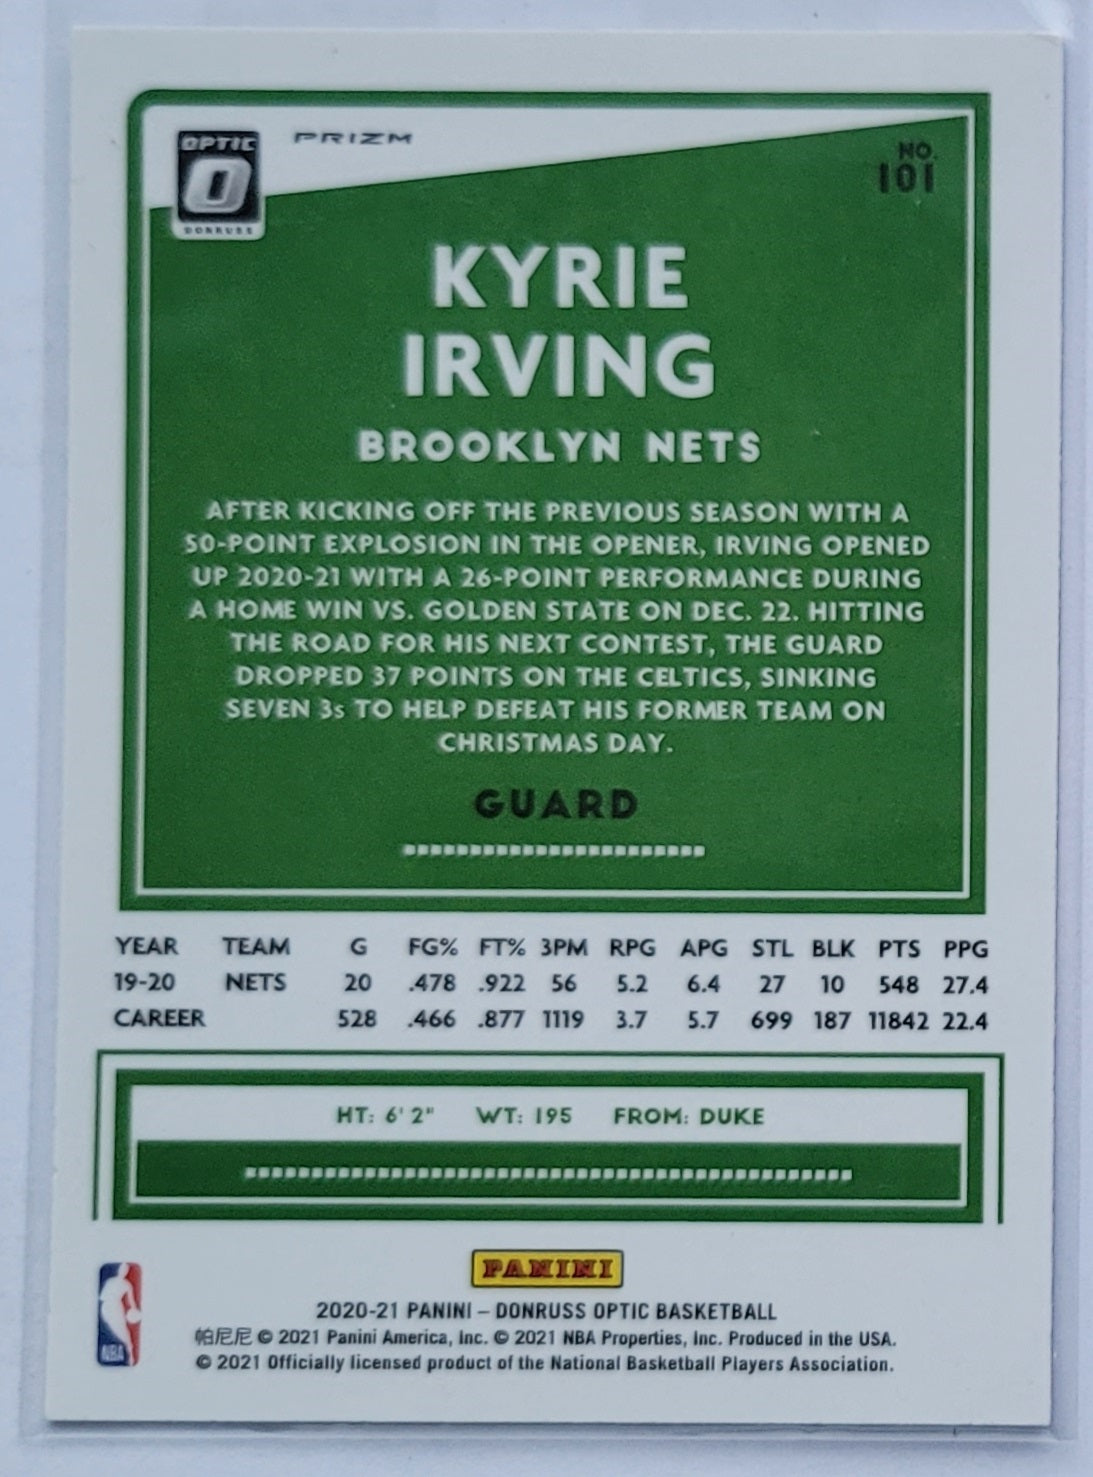 OPTIC
DONRUSS
PRIZM
NO.
101
KYRIE
IRVING
BROOKLYN NETS
AFTER KICKING OFF THE PREVIOUS SEASON WITH A
50-POINT EXPLOSION IN THE OPENER, IRVING OPENED
UP 2020-21 WITH A 26-POINT PERFORMANCE DURING
A HOME WIN VS. GOLDEN STATE ON DEC. 22. HITTING
THE ROAD FOR HIS NEXT CONTEST, THE GUARD
DROPPED 37 POINTS ON THE CELTICS, SINKING
SEVEN 3s TO HELP DEFEAT HIS FORMER TEAM ON
CHRISTMAS DAY.
GUARD
YEAR TEAM G FG% FT% 3PM RPG APG STL BLK PTS PPG
19-20 NETS 20 .478 .922 56 5.2 6.4 27 10 548 27.4
CAREER 528 .466 .877 1119 3.7 5.7 699 187 11842 22.4
HT: 6' 2" WT: 195 FROM: DUKE
PANINI
NBA
2020-21 PANINI – DONRUSS OPTIC BASKETBALL
帕尼尼 © 2021 Panini America, Inc. © 2021 NBA Properties, Inc. Produced in the USA.
© 2021 Officially licensed product of the National Basketball Players Association.